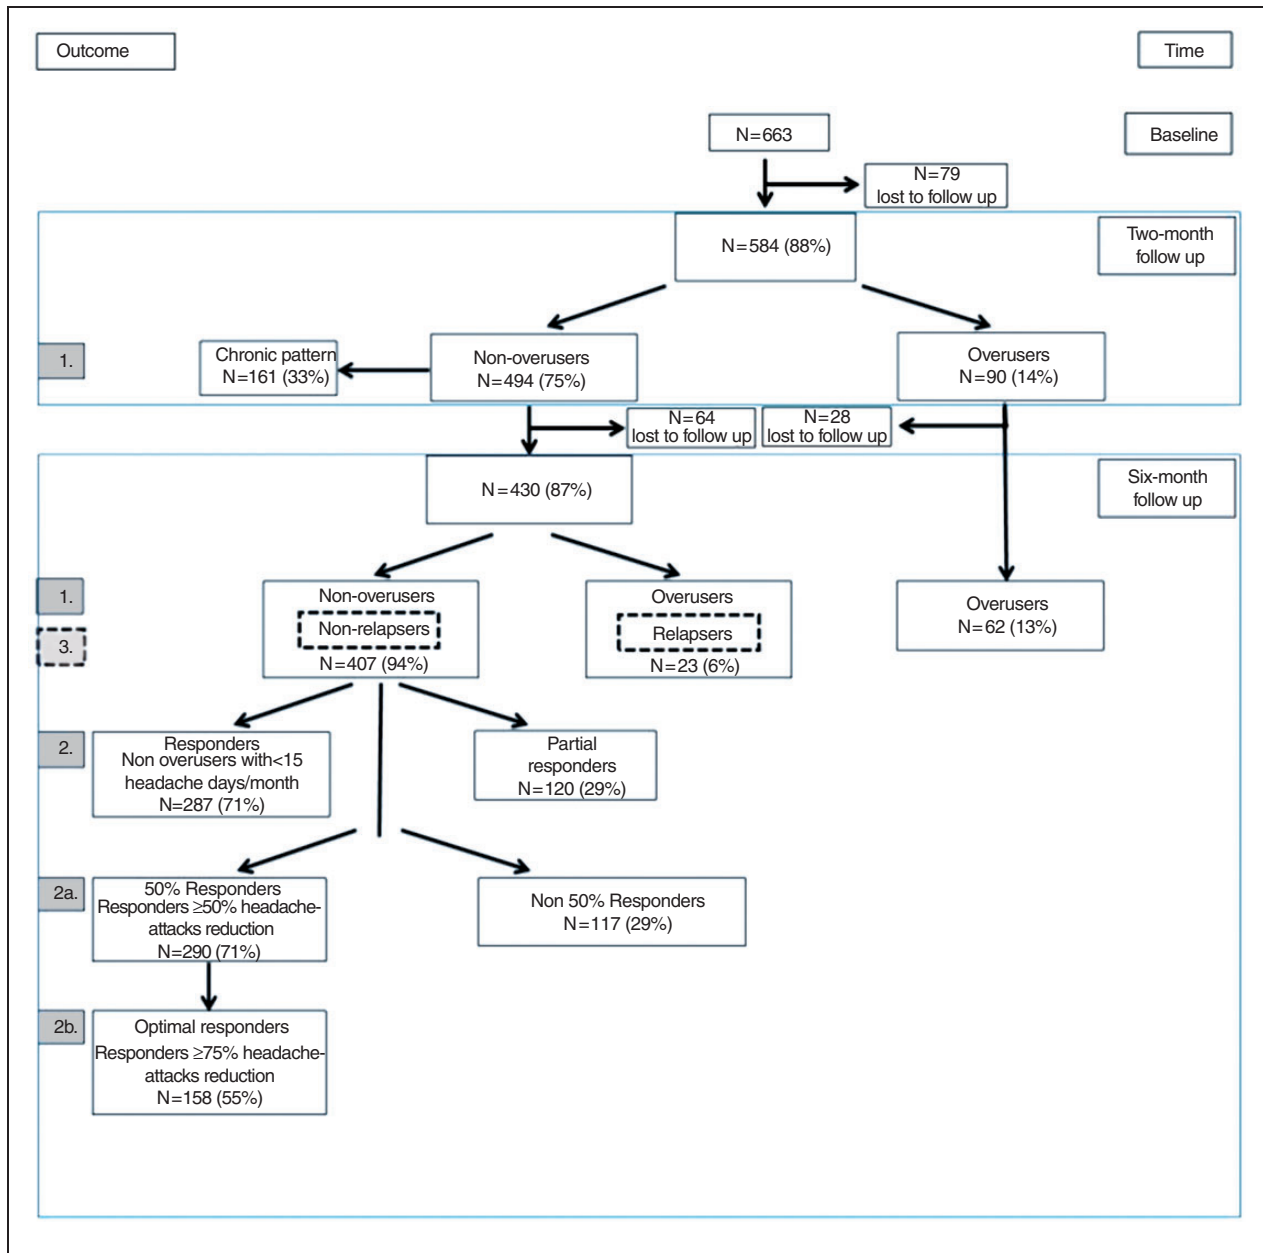 Outcome
Time
N=663
Baseline
N=79
lost to follow up
N=584 (88%)
Two-month
follow up
1.
Chronic pattern
N=161 (33%)
Non-overusers
N=494 (75%)
Overusers
N=90 (14%)
N=64
lost to follow up
N=28
lost to follow up
N=430 (87%)
Six-month
follow up
1.
3.
Non-overusers
Non-relapsers
N=407 (94%)
Overusers
Relapsers
N=23 (6%)
Overusers
N=62 (13%)
2.
Responders
Non overusers with<15
headache days/month
N=287 (71%)
Partial
responders
N=120 (29%)
2a.
50% Responders
Responders ≥50% headache-
attacks reduction
N=290 (71%)
Non 50% Responders
N=117 (29%)
2b.
Optimal responders
Responders ≥75% headache-
attacks reduction
N=158 (55%)